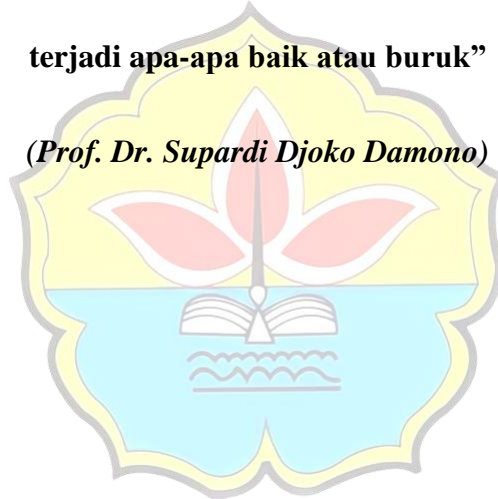 terjadi apa-apa baik atau buruk”
(Prof. Dr. Supardi Djoko Damono)